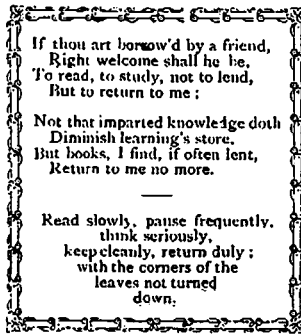 If thou art borrow'd by a friend,
Right welcome shall he be,
To read, to study, not to lend,
But to return to me;
Not that imparted knowledge doth
Diminish learning's store.
But books, I find, if often lent,
Return to me no more.
Read slowly, pause frequently,
think seriously,
keep cleanly, return duly;
with the corners of the
leaves not turned
down.